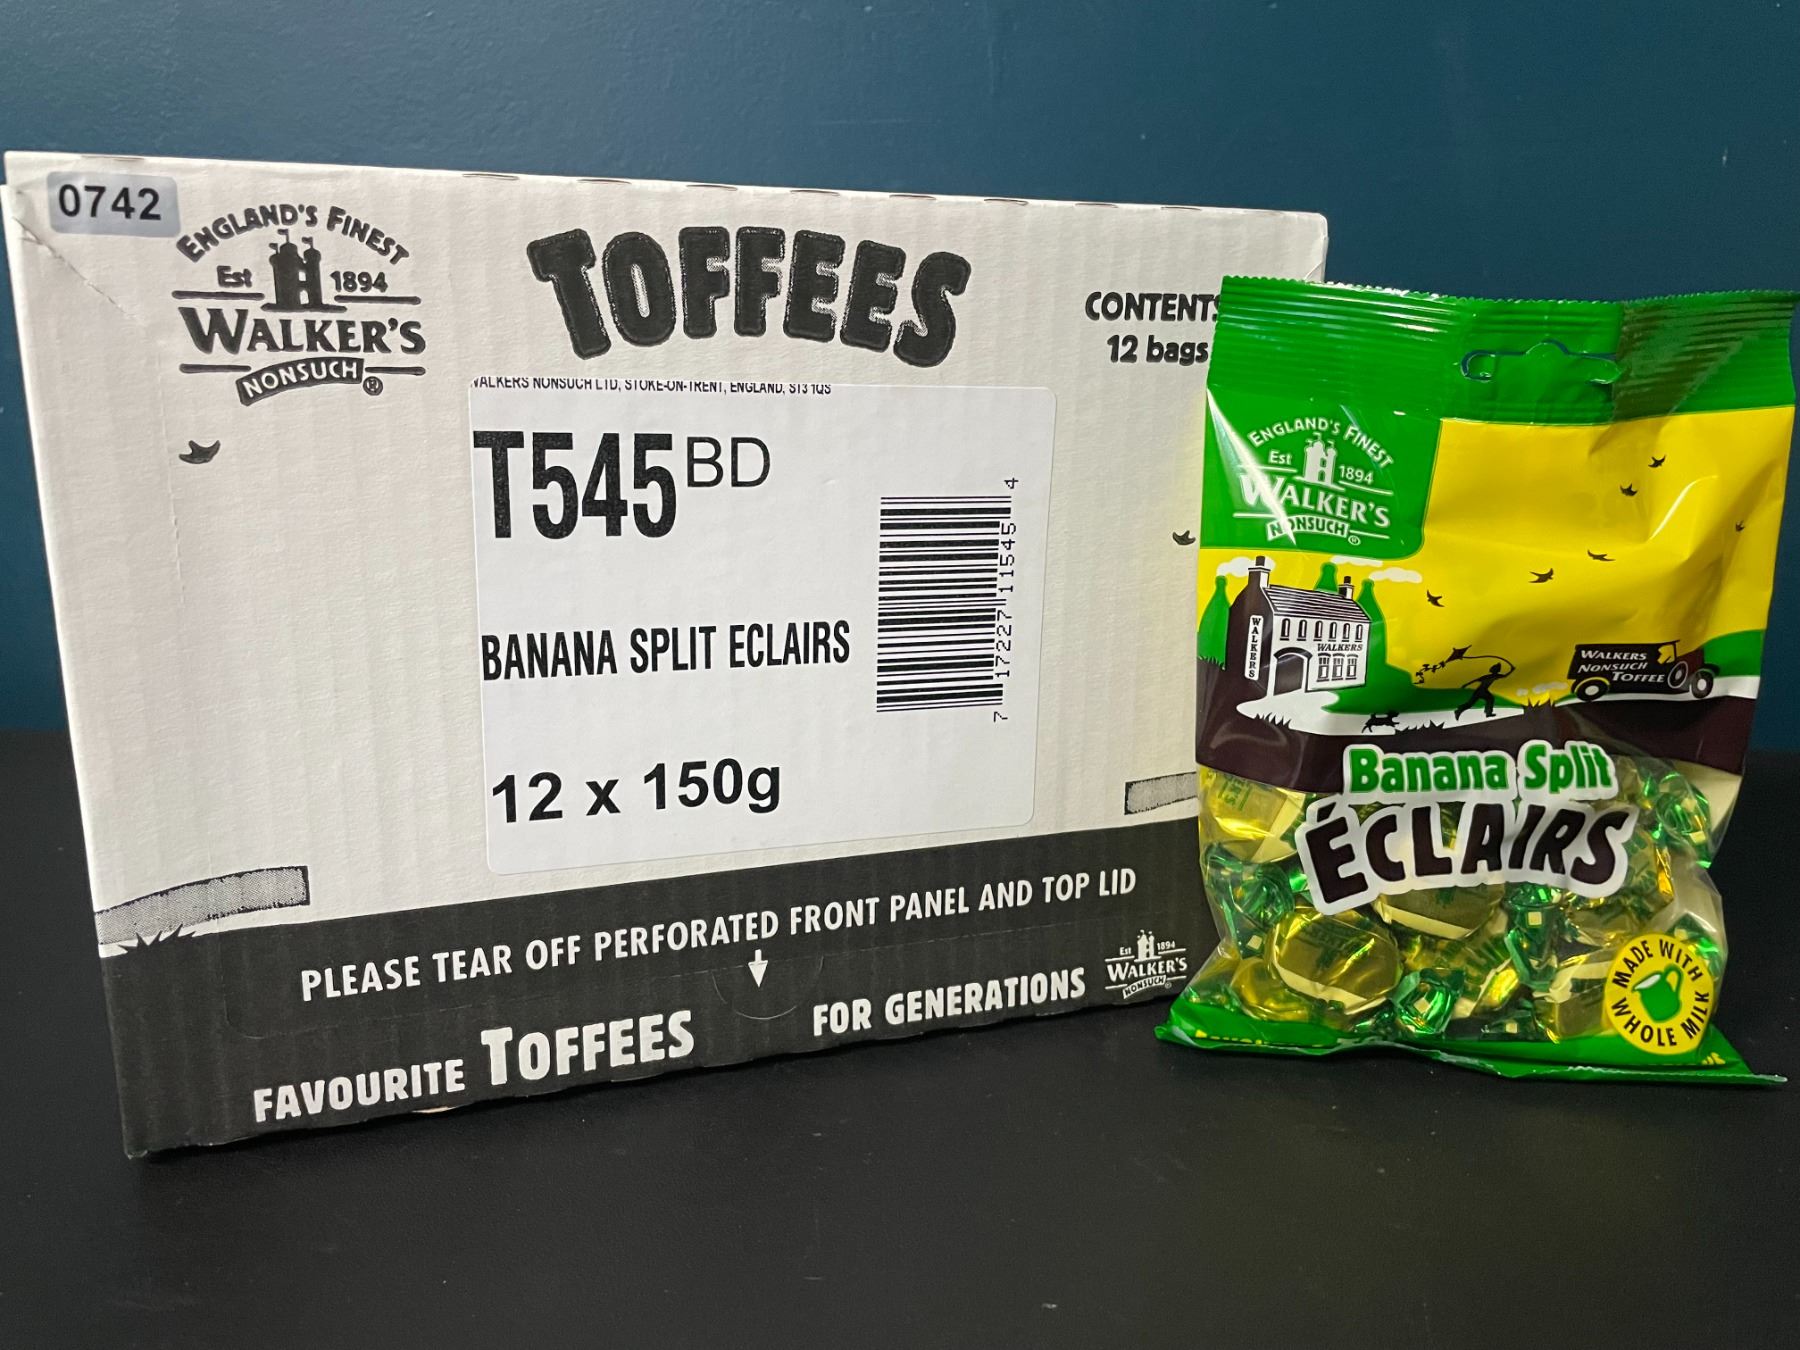 0742
ENGLAND'S FINEST
Est 1894
WALKER'S
NONSUCH ®
TOFFEES
CONTENTS
12 bags
WALKERS NONSUCH LTD, STOKE-ON-TRENT, ENGLAND, ST3 1QS
T545 BD
BANANA SPLIT ECLAIRS
12 x 150g
7 17227 11545 4
PLEASE TEAR OFF PERFORATED FRONT PANEL AND TOP LID
FAVOURITE TOFFEES FOR GENERATIONS
Est 1894
WALKER'S
NONSUCH
ENGLAND'S FINEST
Est 1894
WALKER'S
NONSUCH ®
WALKERS
WALKERS
WALKERS
NONSUCH
TOFFEE
Banana Split
ÉCLAIRS
MADE WITH
WHOLE MILK